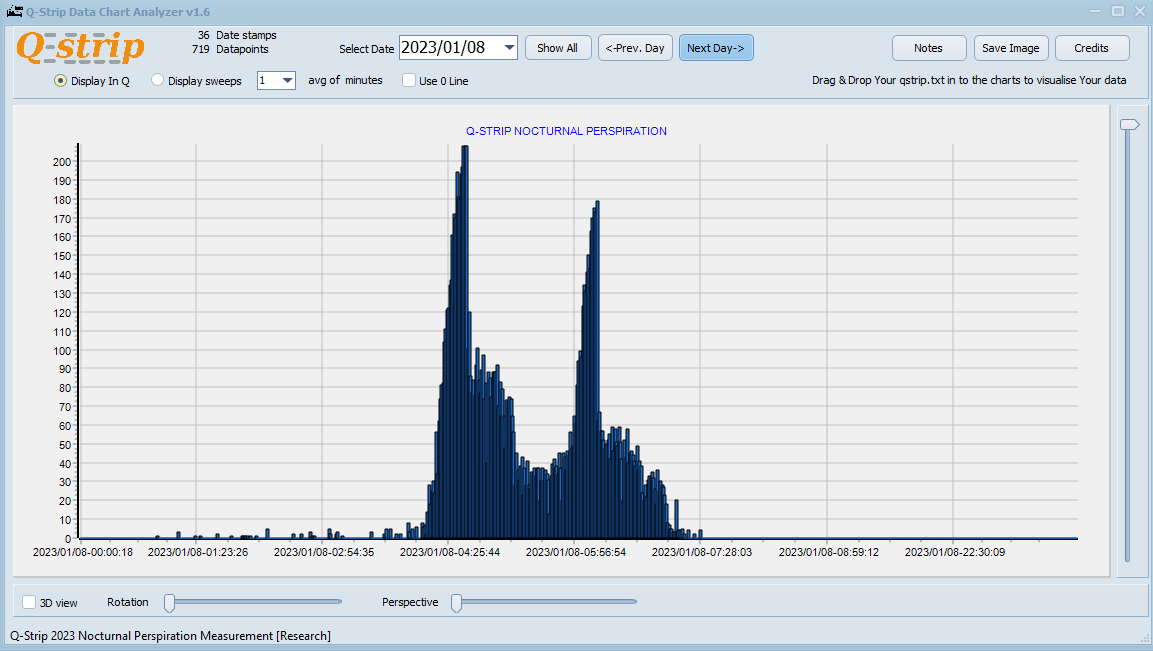 Q-Strip Data Chart Analyzer v1.6
Q-strip
36 Date stamps
719 Datapoints
Select Date 2023/01/08 Show All <-Prev. Day Next Day-> Notes Save Image Credits
Display In Q Display sweeps 1 avg of minutes Use 0 Line Drag & Drop Your qstrip.txt in to the charts to visualise Your data
Q-STRIP NOCTURNAL PERSPIRATION
200
190
180
170
160
150
140
130
120
110
100
90
80
70
60
50
40
30
20
10
0
2023/01/08-00:00:18 2023/01/08-01:23:26 2023/01/08-02:54:35 2023/01/08-04:25:44 2023/01/08-05:56:54 2023/01/08-07:28:03 2023/01/08-08:59:12 2023/01/08-22:30:09
3D view Rotation Perspective
Q-Strip 2023 Nocturnal Perspiration Measurement [Research]